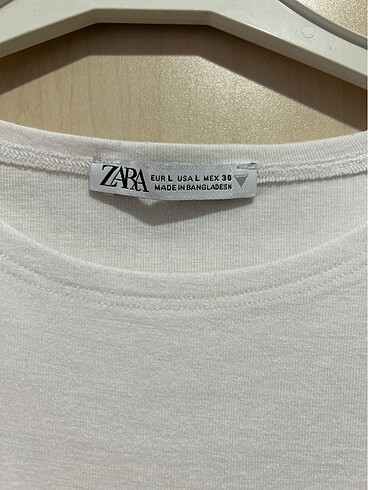 ZARA
EUR L USA L MEX 30
MADE IN BANGLADESH